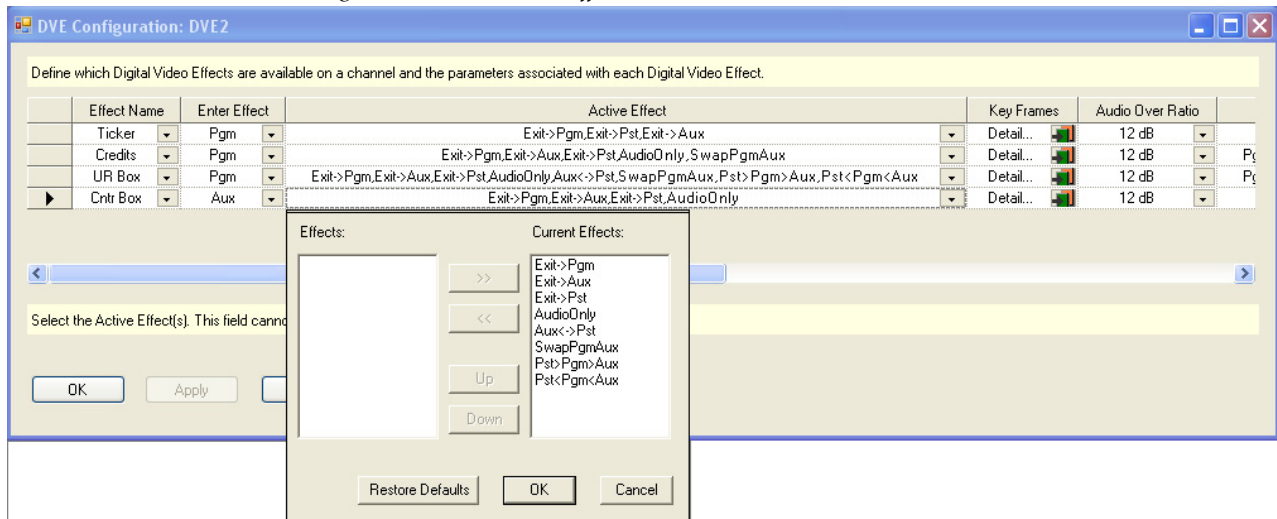 DVE Configuration: DVE2
Define which Digital Video Effects are available on a channel and the parameters associated with each Digital Video Effect.
Effect Name Enter Effect Active Effect Key Frames Audio Over Ratio
Ticker Pgm Exit->Pgm,Exit->Pst,Exit->Aux Detail... 12 dB
Credits Pgm Exit->Pgm,Exit->Aux,Exit->Pst,AudioOnly,SwapPgmAux Detail... 12 dB
UR Box Pgm Exit->Pgm,Exit->Aux,Exit->Pst,AudioOnly,Aux<->Pst,SwapPgmAux,Pst>Pgm>Aux,Pst<Pgm<Aux Detail... 12 dB
Cntr Box Aux Exit->Pgm,Exit->Aux,Exit->Pst,AudioOnly Detail... 12 dB
Effects: Current Effects:
Exit->Pgm
>> Exit->Aux
Exit->Pst
Select the Active Effect(s). This field << AudioOnly
Aux<->Pst
SwapPgmAux
Pst>Pgm>Aux
OK Apply Up Pst<Pgm<Aux
Down
Restore Defaults OK Cancel